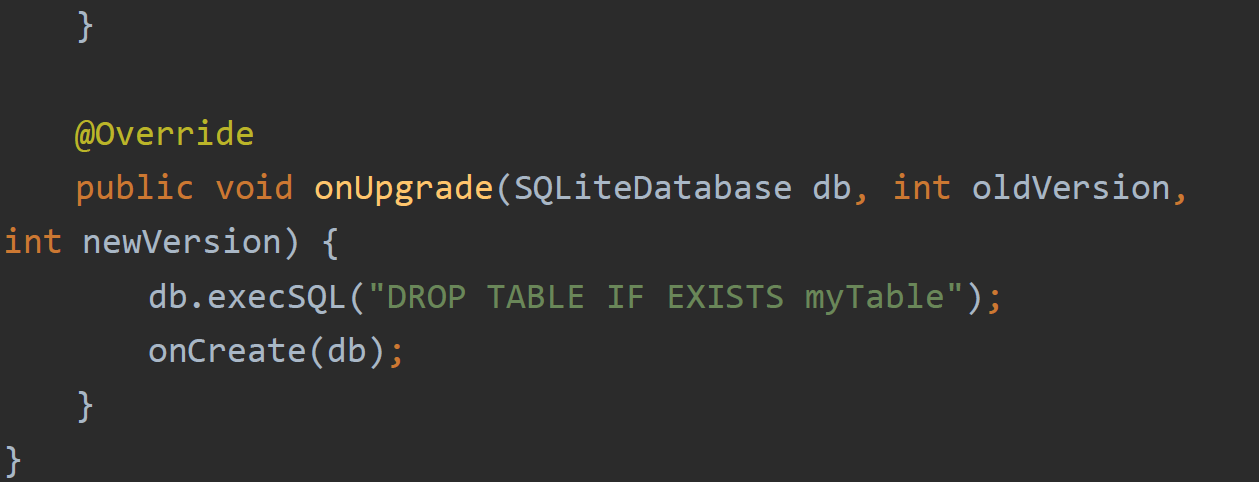 }
@Override
public void onUpgrade(SQLiteDatabase db, int oldVersion,
int newVersion) {
db.execSQL("DROP TABLE IF EXISTS myTable");
onCreate(db);
}
}